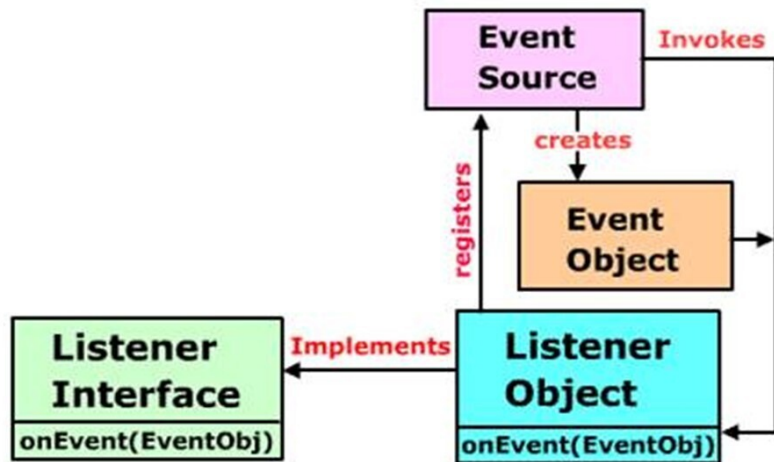 Event
Source
Invokes
creates
registers
Event
Object
Listener
Interface
onEvent(EventObj)
Implements
Listener
Object
onEvent(EventObj)